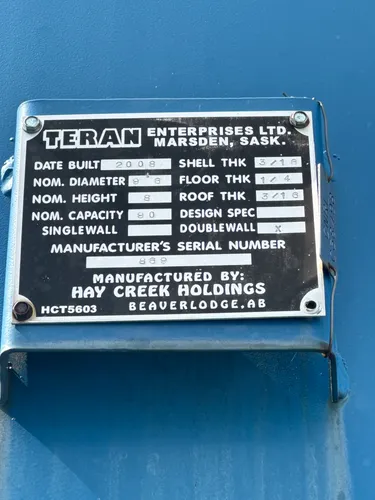 TERAN ENTERPRISES LTD.
MARSDEN, SASK.
DATE BUILT 2008 SHELL THK 3/16
NOM. DIAMETER FLOOR THK 1/4
NOM. HEIGHT 8 ROOF THK 3/16
NOM. CAPACITY 80 DESIGN SPEC
SINGLEWALL DOUBLEWALL X
MANUFACTURER'S SERIAL NUMBER
869
MANUFACTURED BY:
HAY CREEK HOLDINGS
HCT5603 BEAVERLODGE,AB